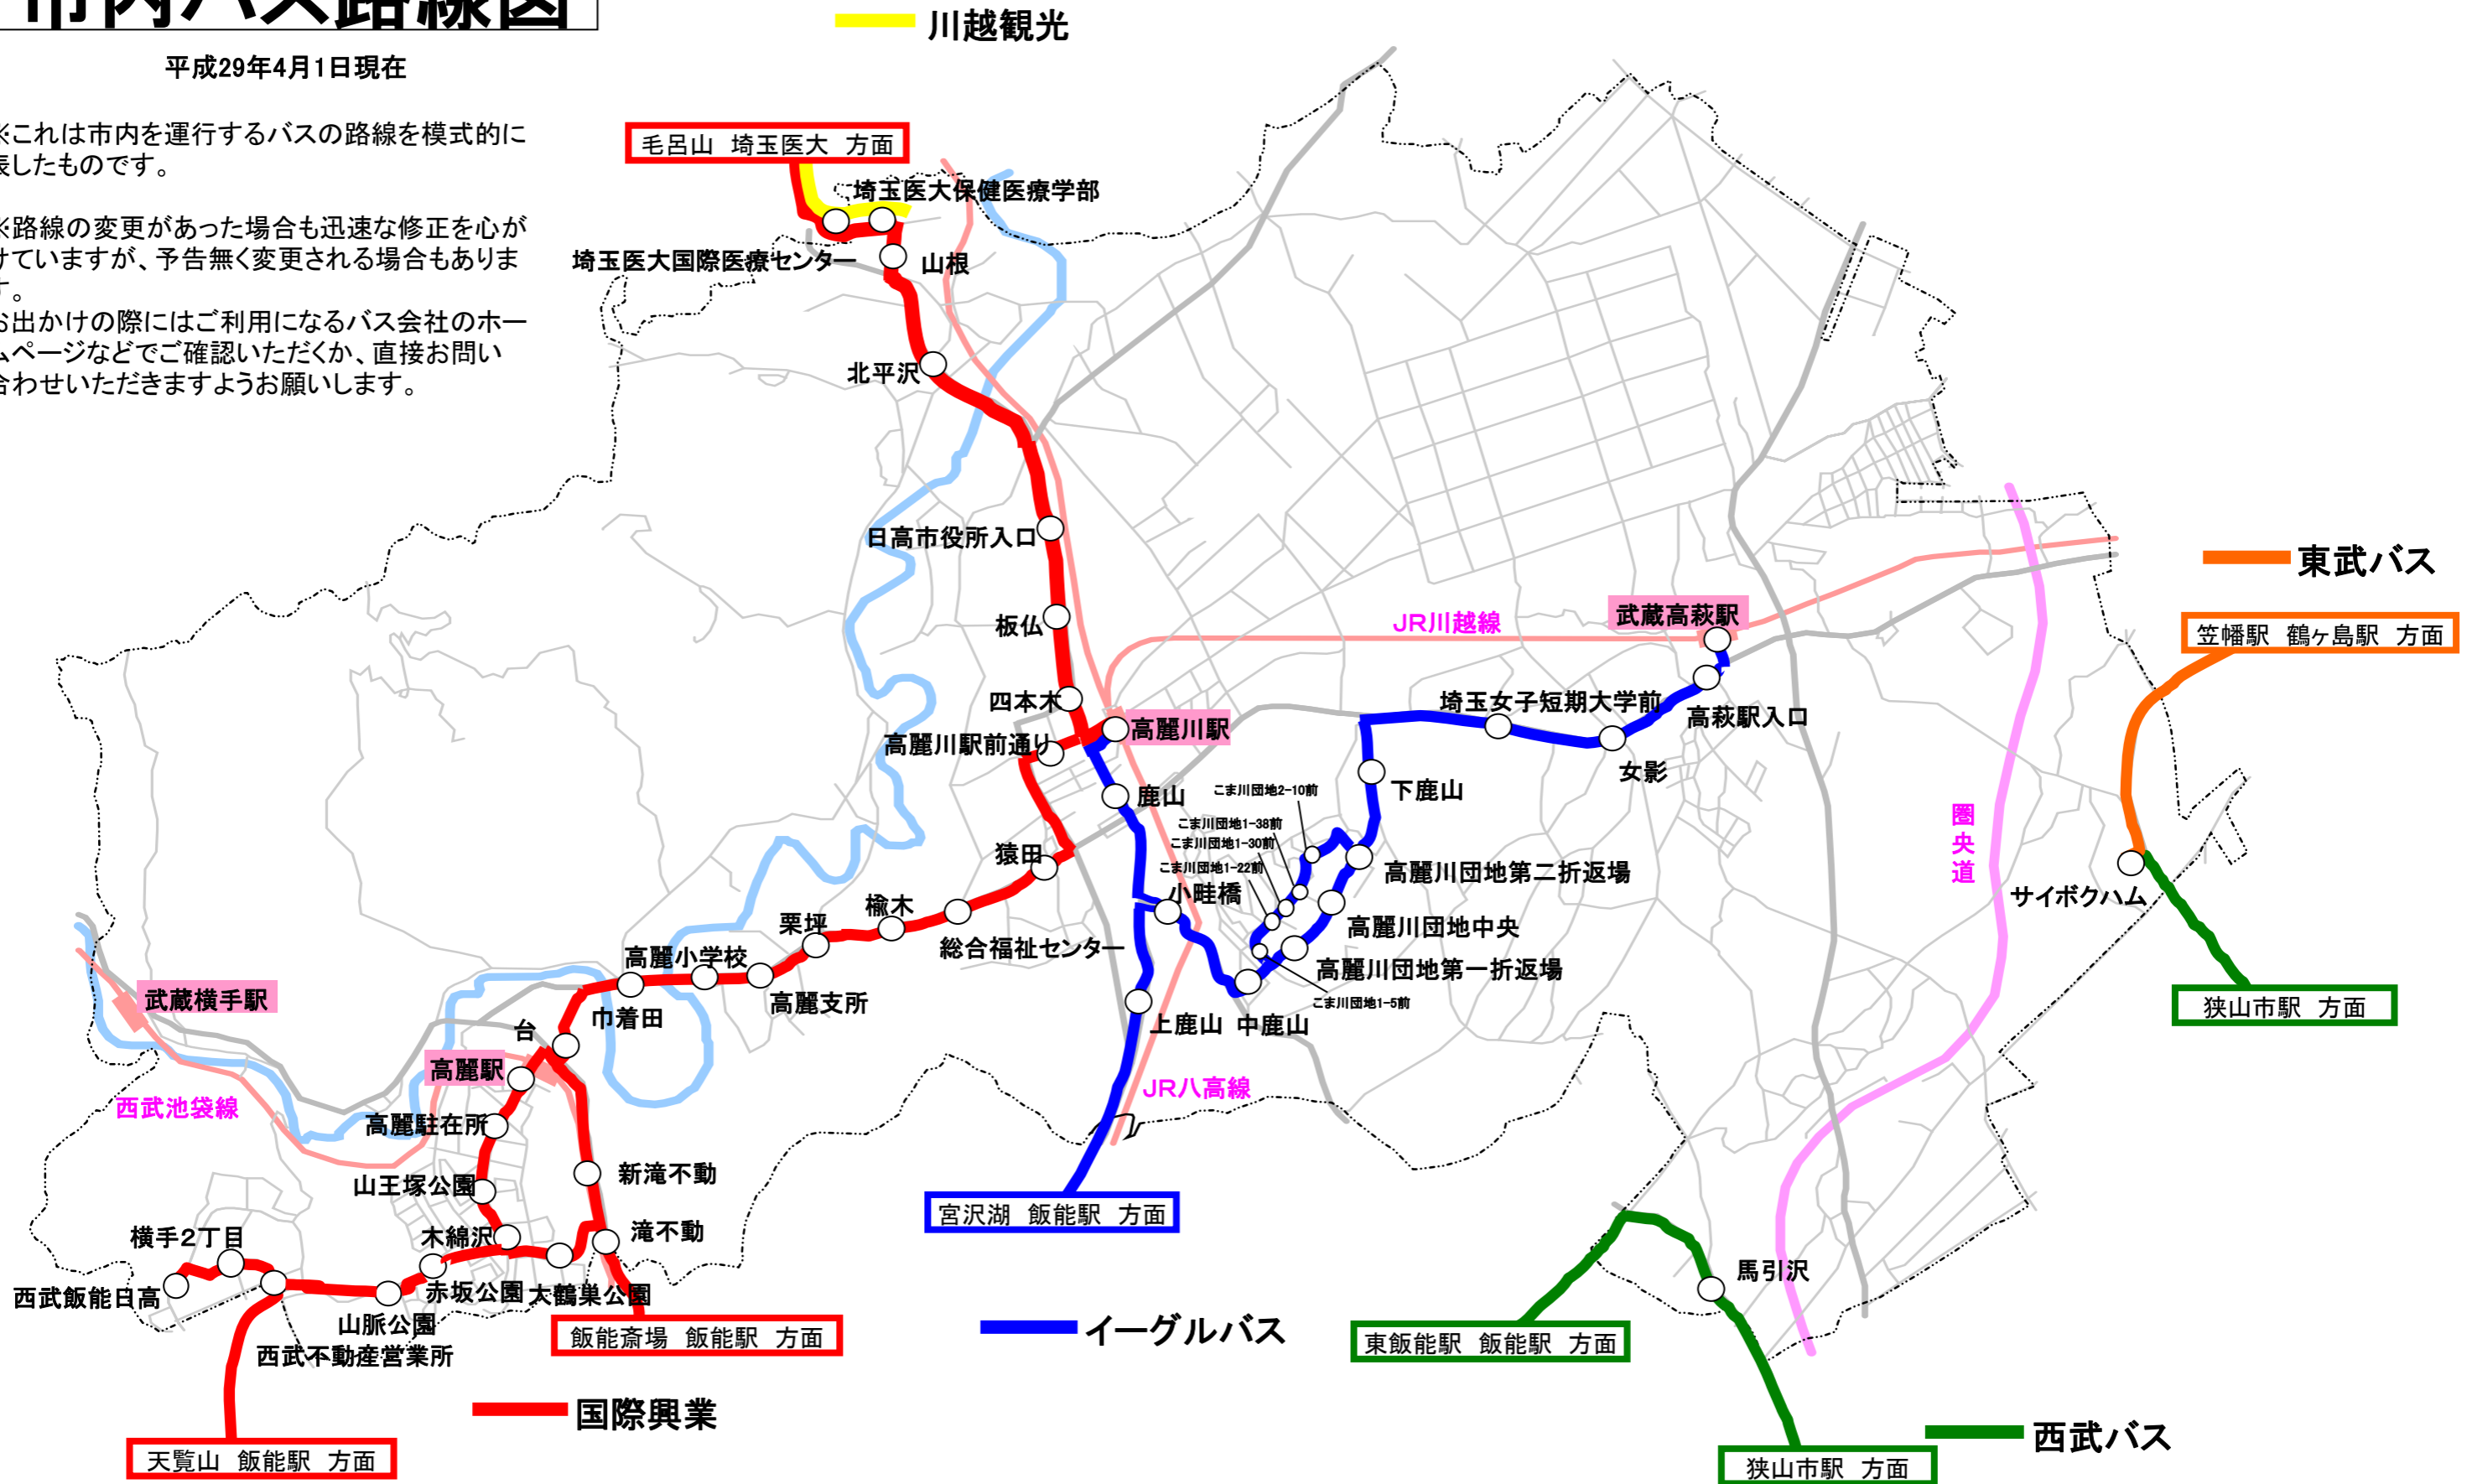 市内バス路線図
平成29年4月1日現在
※これは市内を運行するバスの路線を模式的に
表したものです。
※路線の変更があった場合も迅速な修正を心が
けていますが、予告無く変更される場合もありま
す。
お出かけの際にはご利用になるバス会社のホー
ムページなどでご確認いただくか、直接お問い
合わせいただきますようお願いします。
川越観光
毛呂山 埼玉医大 方面
埼玉医大保健医療学部
埼玉医大国際医療センター
山根
北平沢
日高市役所入口
板仏
四本木
高麗川駅
高麗川駅前通り
鹿山
猿田
小畦橋
楡木
総合福祉センター
栗坪
高麗小学校
高麗支所
巾着田
台
武蔵横手駅
高麗駅
西武池袋線
高麗駐在所
山王塚公園
新滝不動
滝不動
木綿沢
横手2丁目
西武飯能日高
赤坂公園
大鶴巣公園
山脈公園
西武不動産営業所
飯能斎場 飯能駅 方面
天覧山 飯能駅 方面
国際興業
JR川越線
武蔵高萩駅
高萩駅入口
埼玉女子短期大学前
女影
下鹿山
こま川団地2-10前
こま川団地1-38前
こま川団地1-30前
こま川団地1-22前
高麗川団地第二折返場
高麗川団地中央
高麗川団地第一折返場
こま川団地1-5前
上鹿山
中鹿山
JR八高線
宮沢湖 飯能駅 方面
イーグルバス
圏央道
東武バス
笠幡駅 鶴ヶ島駅 方面
サイボクハム
狭山市駅 方面
馬引沢
東飯能駅 飯能駅 方面
西武バス
狭山市駅 方面